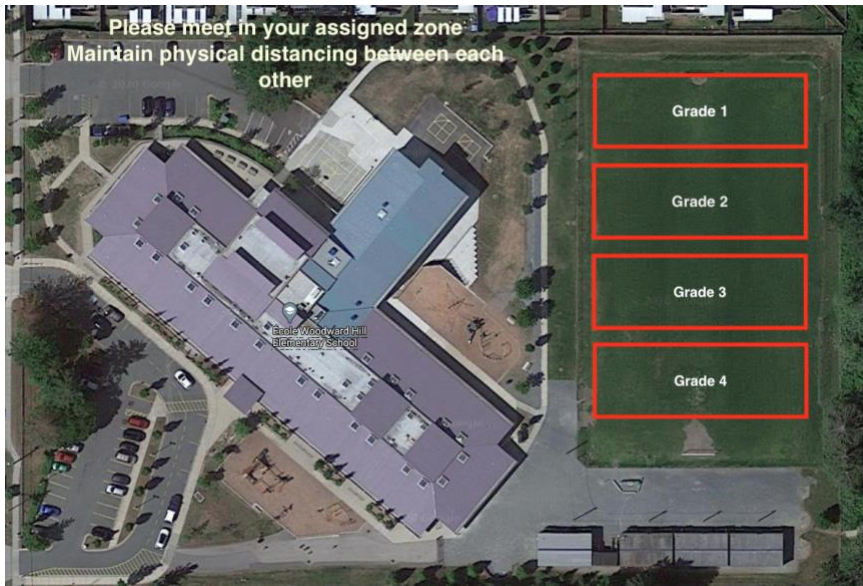 Please meet in your assigned zone
Maintain physical distancing between each
other
Grade 1
Grade 2
Grade 3
Grade 4
École Woodward Hill
Elementary School